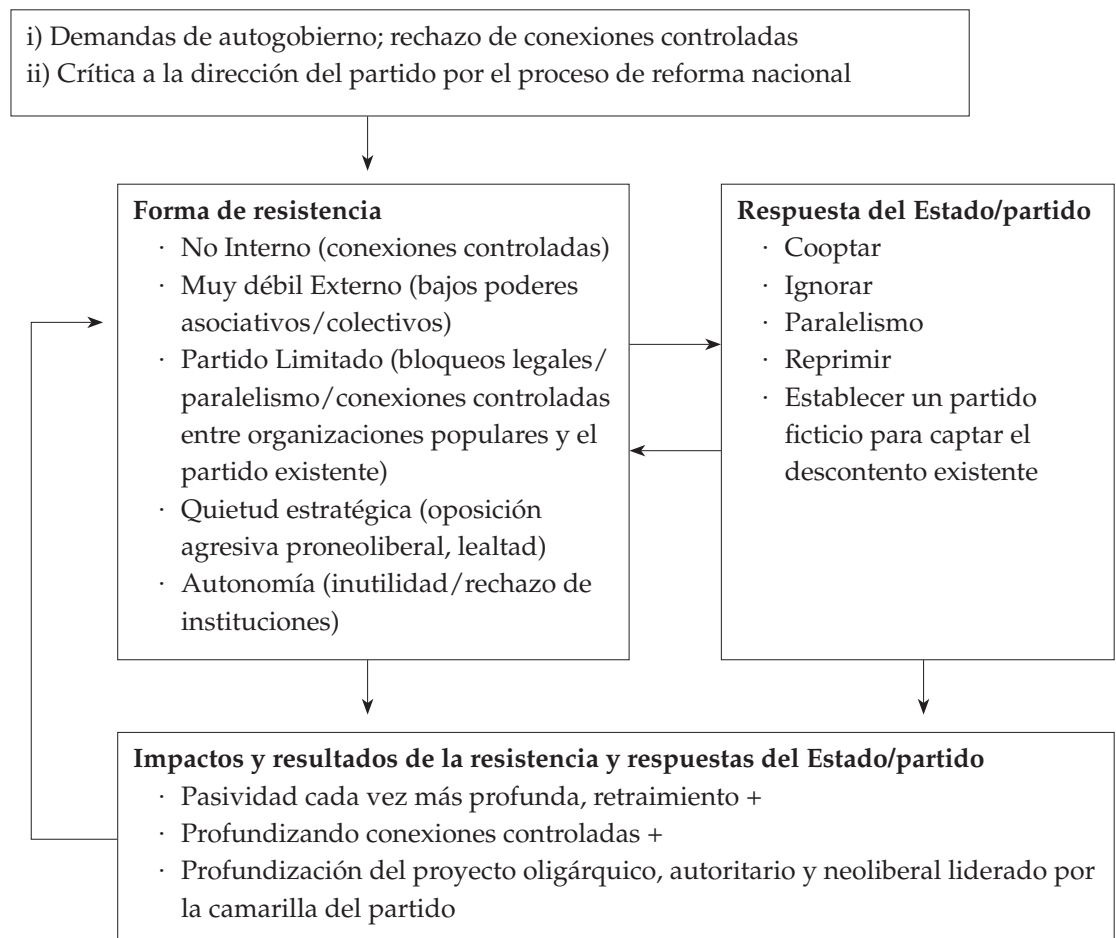 i) Demandas de autogobierno; rechazo de conexiones controladas
ii) Crítica a la dirección del partido por el proceso de reforma nacional
Forma de resistencia
· No Interno (conexiones controladas)
· Muy débil Externo (bajos poderes
asociativos/colectivos)
· Partido Limitado (bloqueos legales/
paralelismo/conexiones controladas
entre organizaciones populares y el
partido existente)
· Quietud estratégica (oposición
agresiva proneoliberal, lealtad)
· Autonomía (inutilidad/rechazo de
instituciones)
Respuesta del Estado/partido
· Cooptar
· Ignorar
· Paralelismo
· Reprimir
· Establecer un partido
ficticio para captar el
descontento existente
Impactos y resultados de la resistencia y respuestas del Estado/partido
· Pasividad cada vez más profunda, retraimiento +
· Profundizando conexiones controladas +
· Profundización del proyecto oligárquico, autoritario y neoliberal liderado por
la camarilla del partido